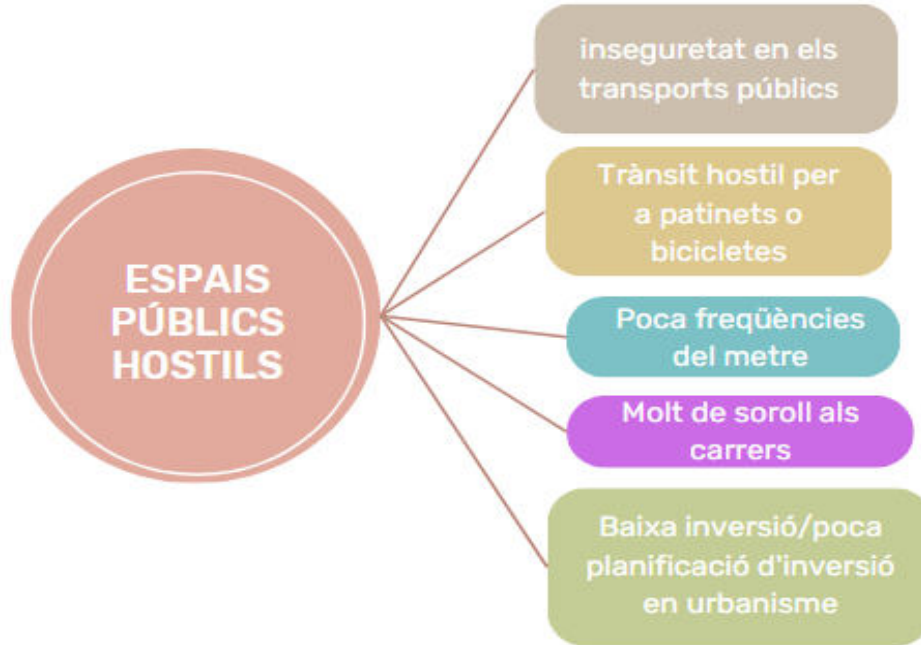 ESPAIS
PÚBLICS
HOSTILS
inseguretat en els
transports públics
Trànsit hostil per
a patinets o
bicicletes
Poca freqüències
del metre
Molt de soroll als
carrers
Baixa inversió/poca
planificació d'inversió
en urbanisme